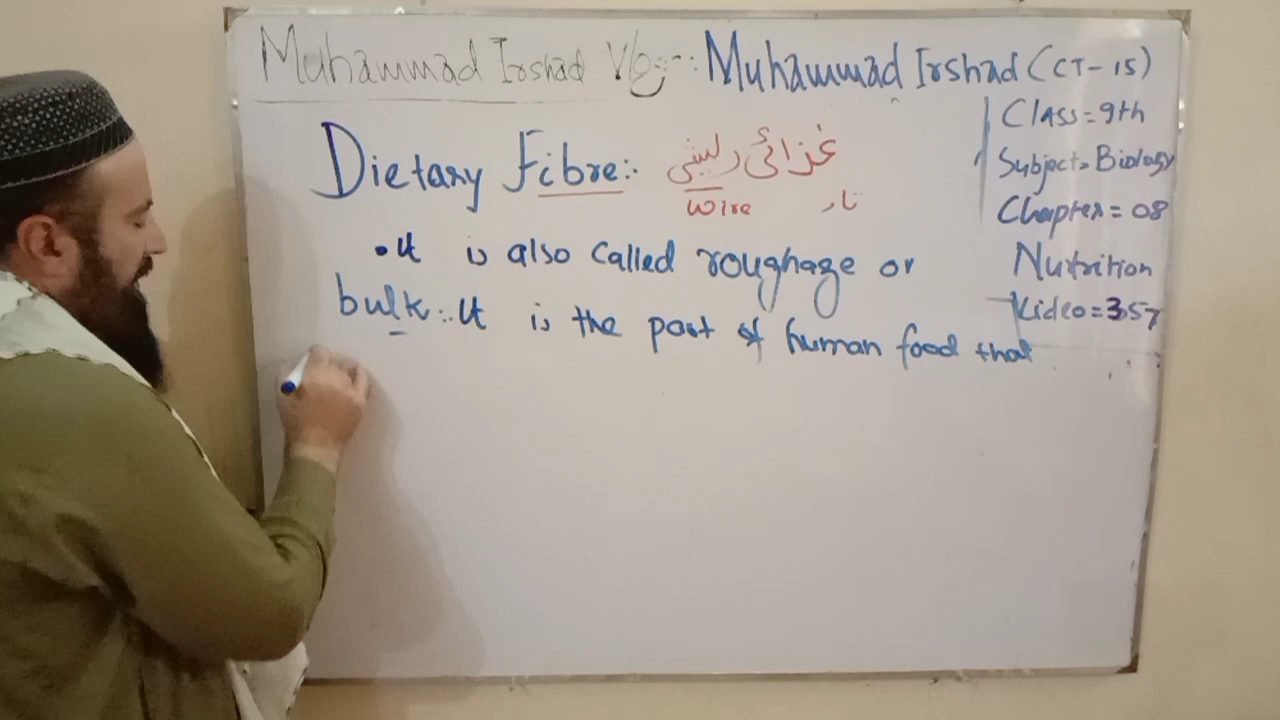 Muhammad Irshad Vlog:-: Muhammad Irshad (CT-15)
Class=9th
Subject=Biology
Chapter=08
Nutrition
Video=357
Dietary Fibre:. غزائی ریشے
Wire تار
•It is also called roughage or
bulk.:It is the part of human food that